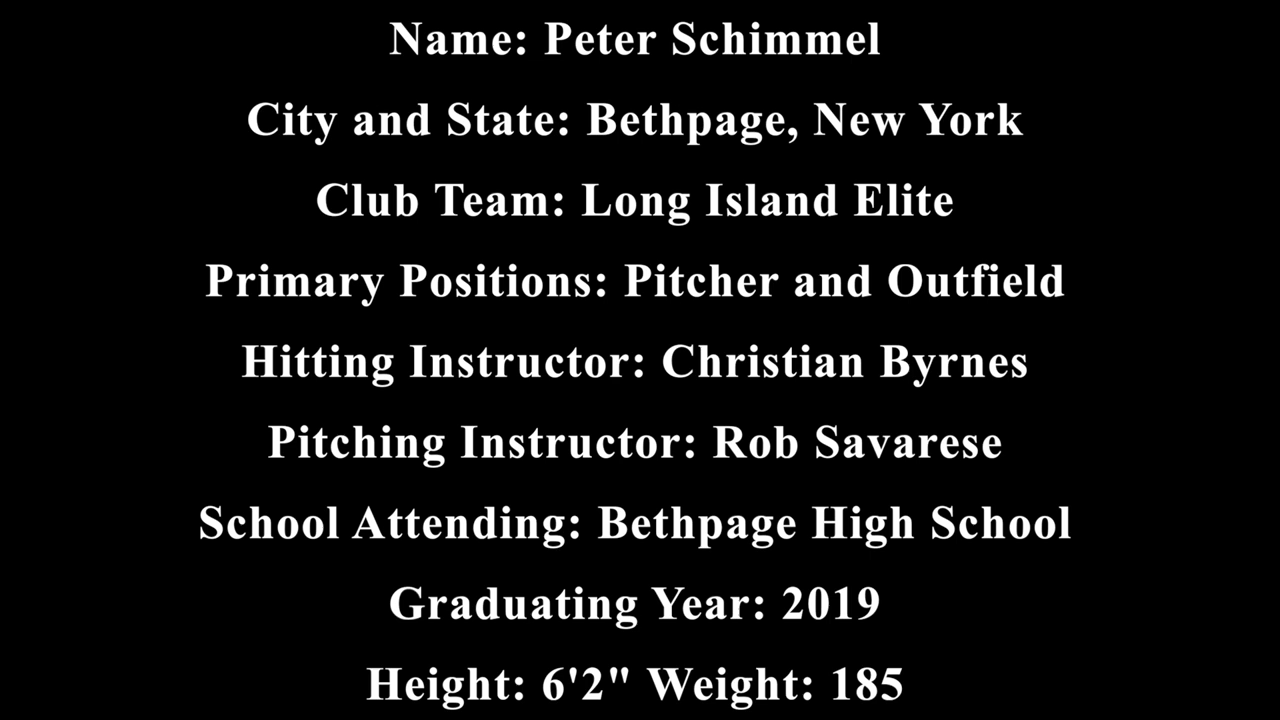 Name: Peter Schimmel
City and State: Bethpage, New York
Club Team: Long Island Elite
Primary Positions: Pitcher and Outfield
Hitting Instructor: Christian Byrnes
Pitching Instructor: Rob Savarese
School Attending: Bethpage High School
Graduating Year: 2019
Height: 6'2" Weight: 185